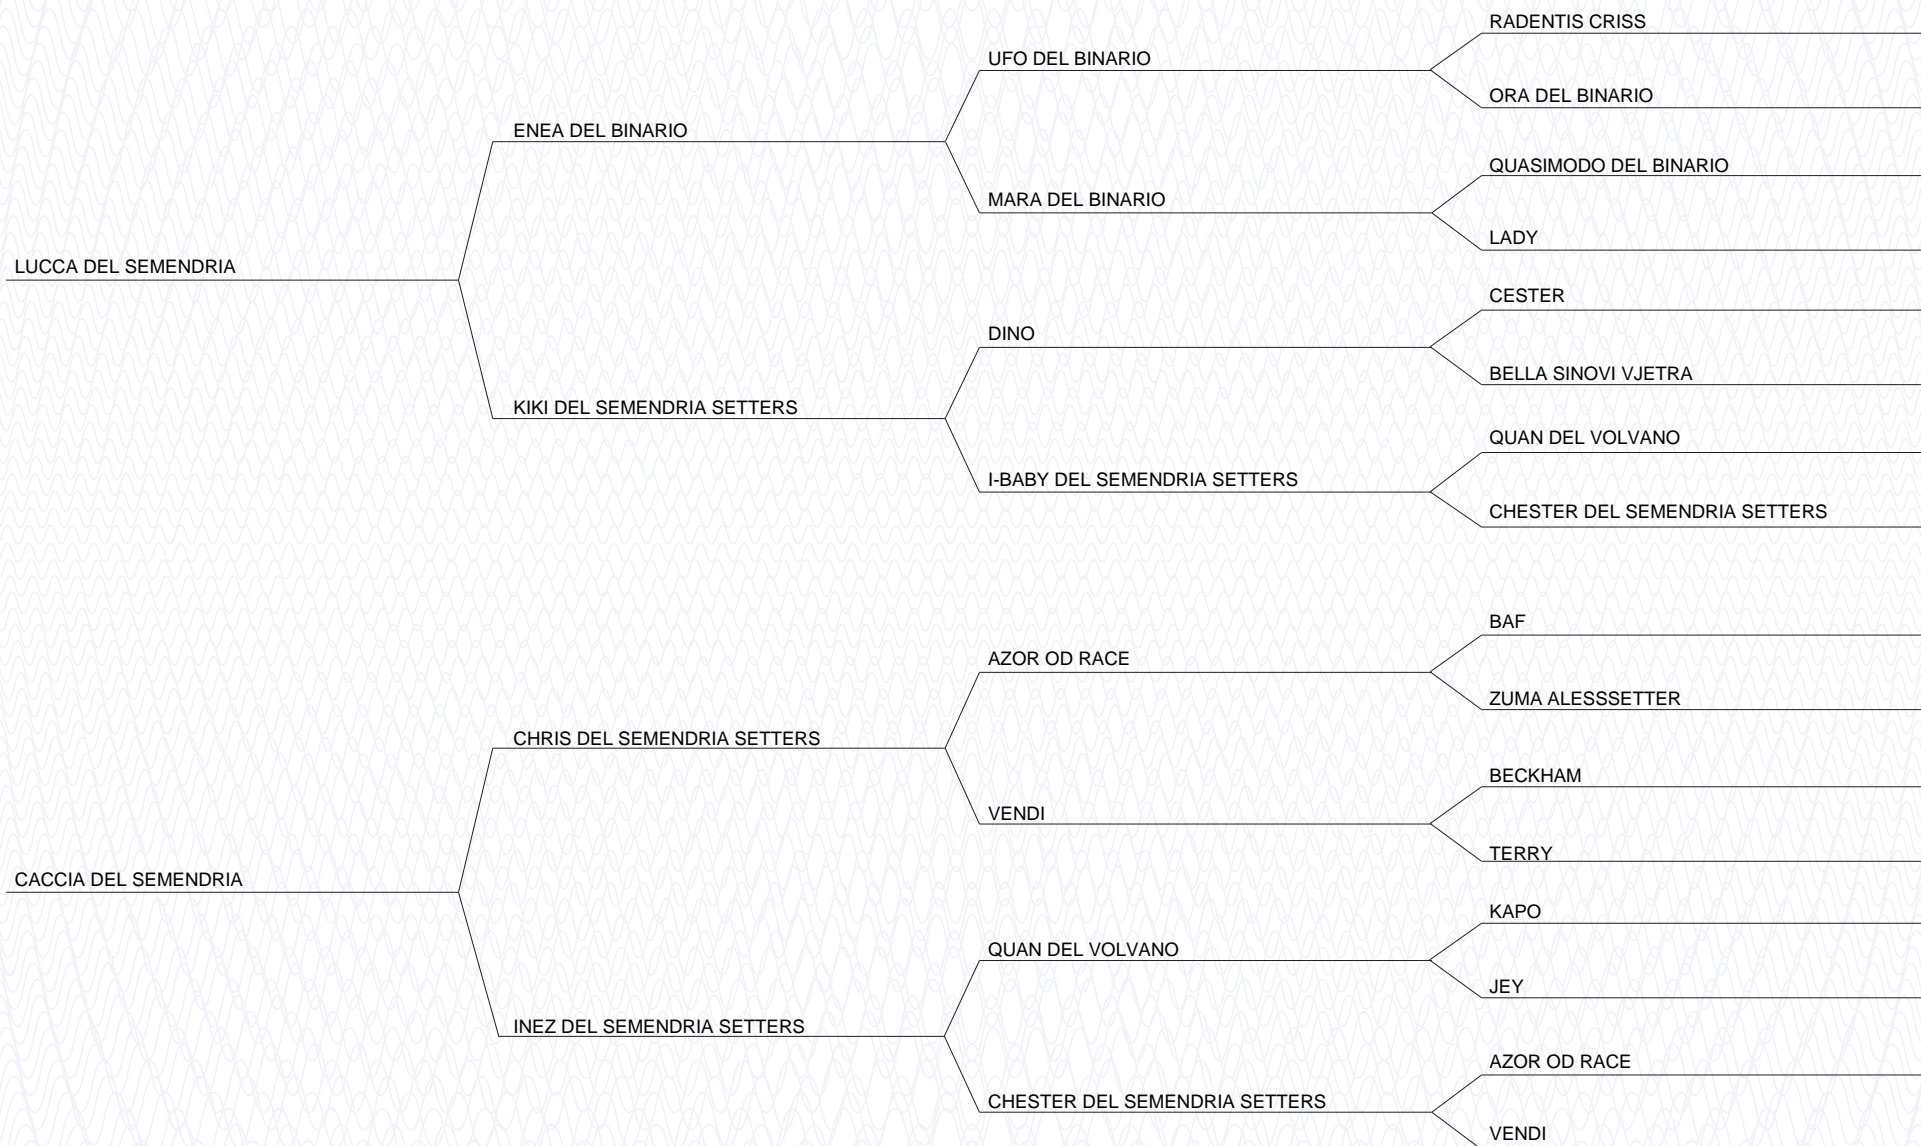 RADENTIS CRISS
UFO DEL BINARIO
ORA DEL BINARIO
ENEA DEL BINARIO
QUASIMODO DEL BINARIO
MARA DEL BINARIO
LADY
LUCCA DEL SEMENDRIA
CESTER
DINO
BELLA SINOVI VJETRA
KIKI DEL SEMENDRIA SETTERS
QUAN DEL VOLVANO
I-BABY DEL SEMENDRIA SETTERS
CHESTER DEL SEMENDRIA SETTERS
BAF
AZOR OD RACE
ZUMA ALESSSETTER
CHRIS DEL SEMENDRIA SETTERS
BECKHAM
VENDI
TERRY
CACCIA DEL SEMENDRIA
KAPO
QUAN DEL VOLVANO
JEY
INEZ DEL SEMENDRIA SETTERS
AZOR OD RACE
CHESTER DEL SEMENDRIA SETTERS
VENDI